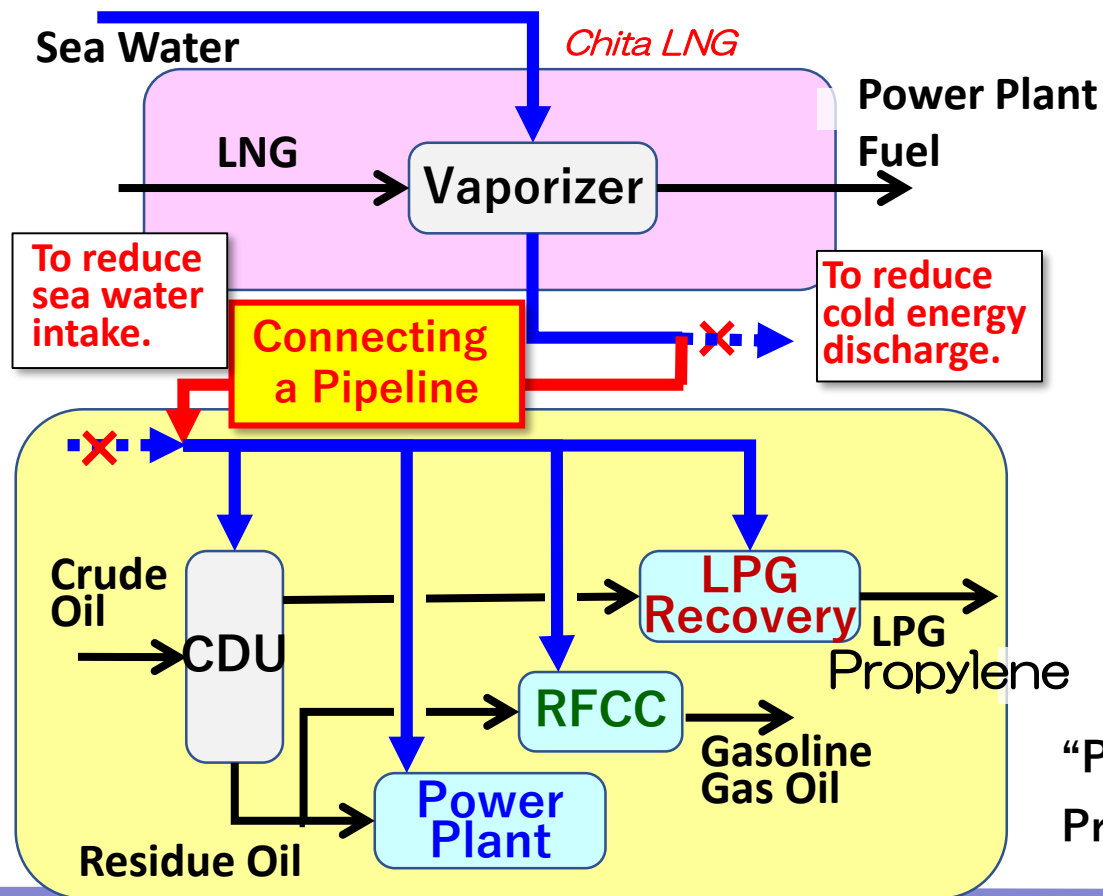 Sea Water
Chita LNG
Power Plant
Fuel
LNG
Vaporizer
To reduce
sea water
intake.
Connecting
a Pipeline
To reduce
cold energy
discharge.
Crude
Oil
CDU
LPG
Recovery
LPG
Propylene
RFCC
Gasoline
Gas Oil
Power
Plant
Residue Oil
“P
Pr